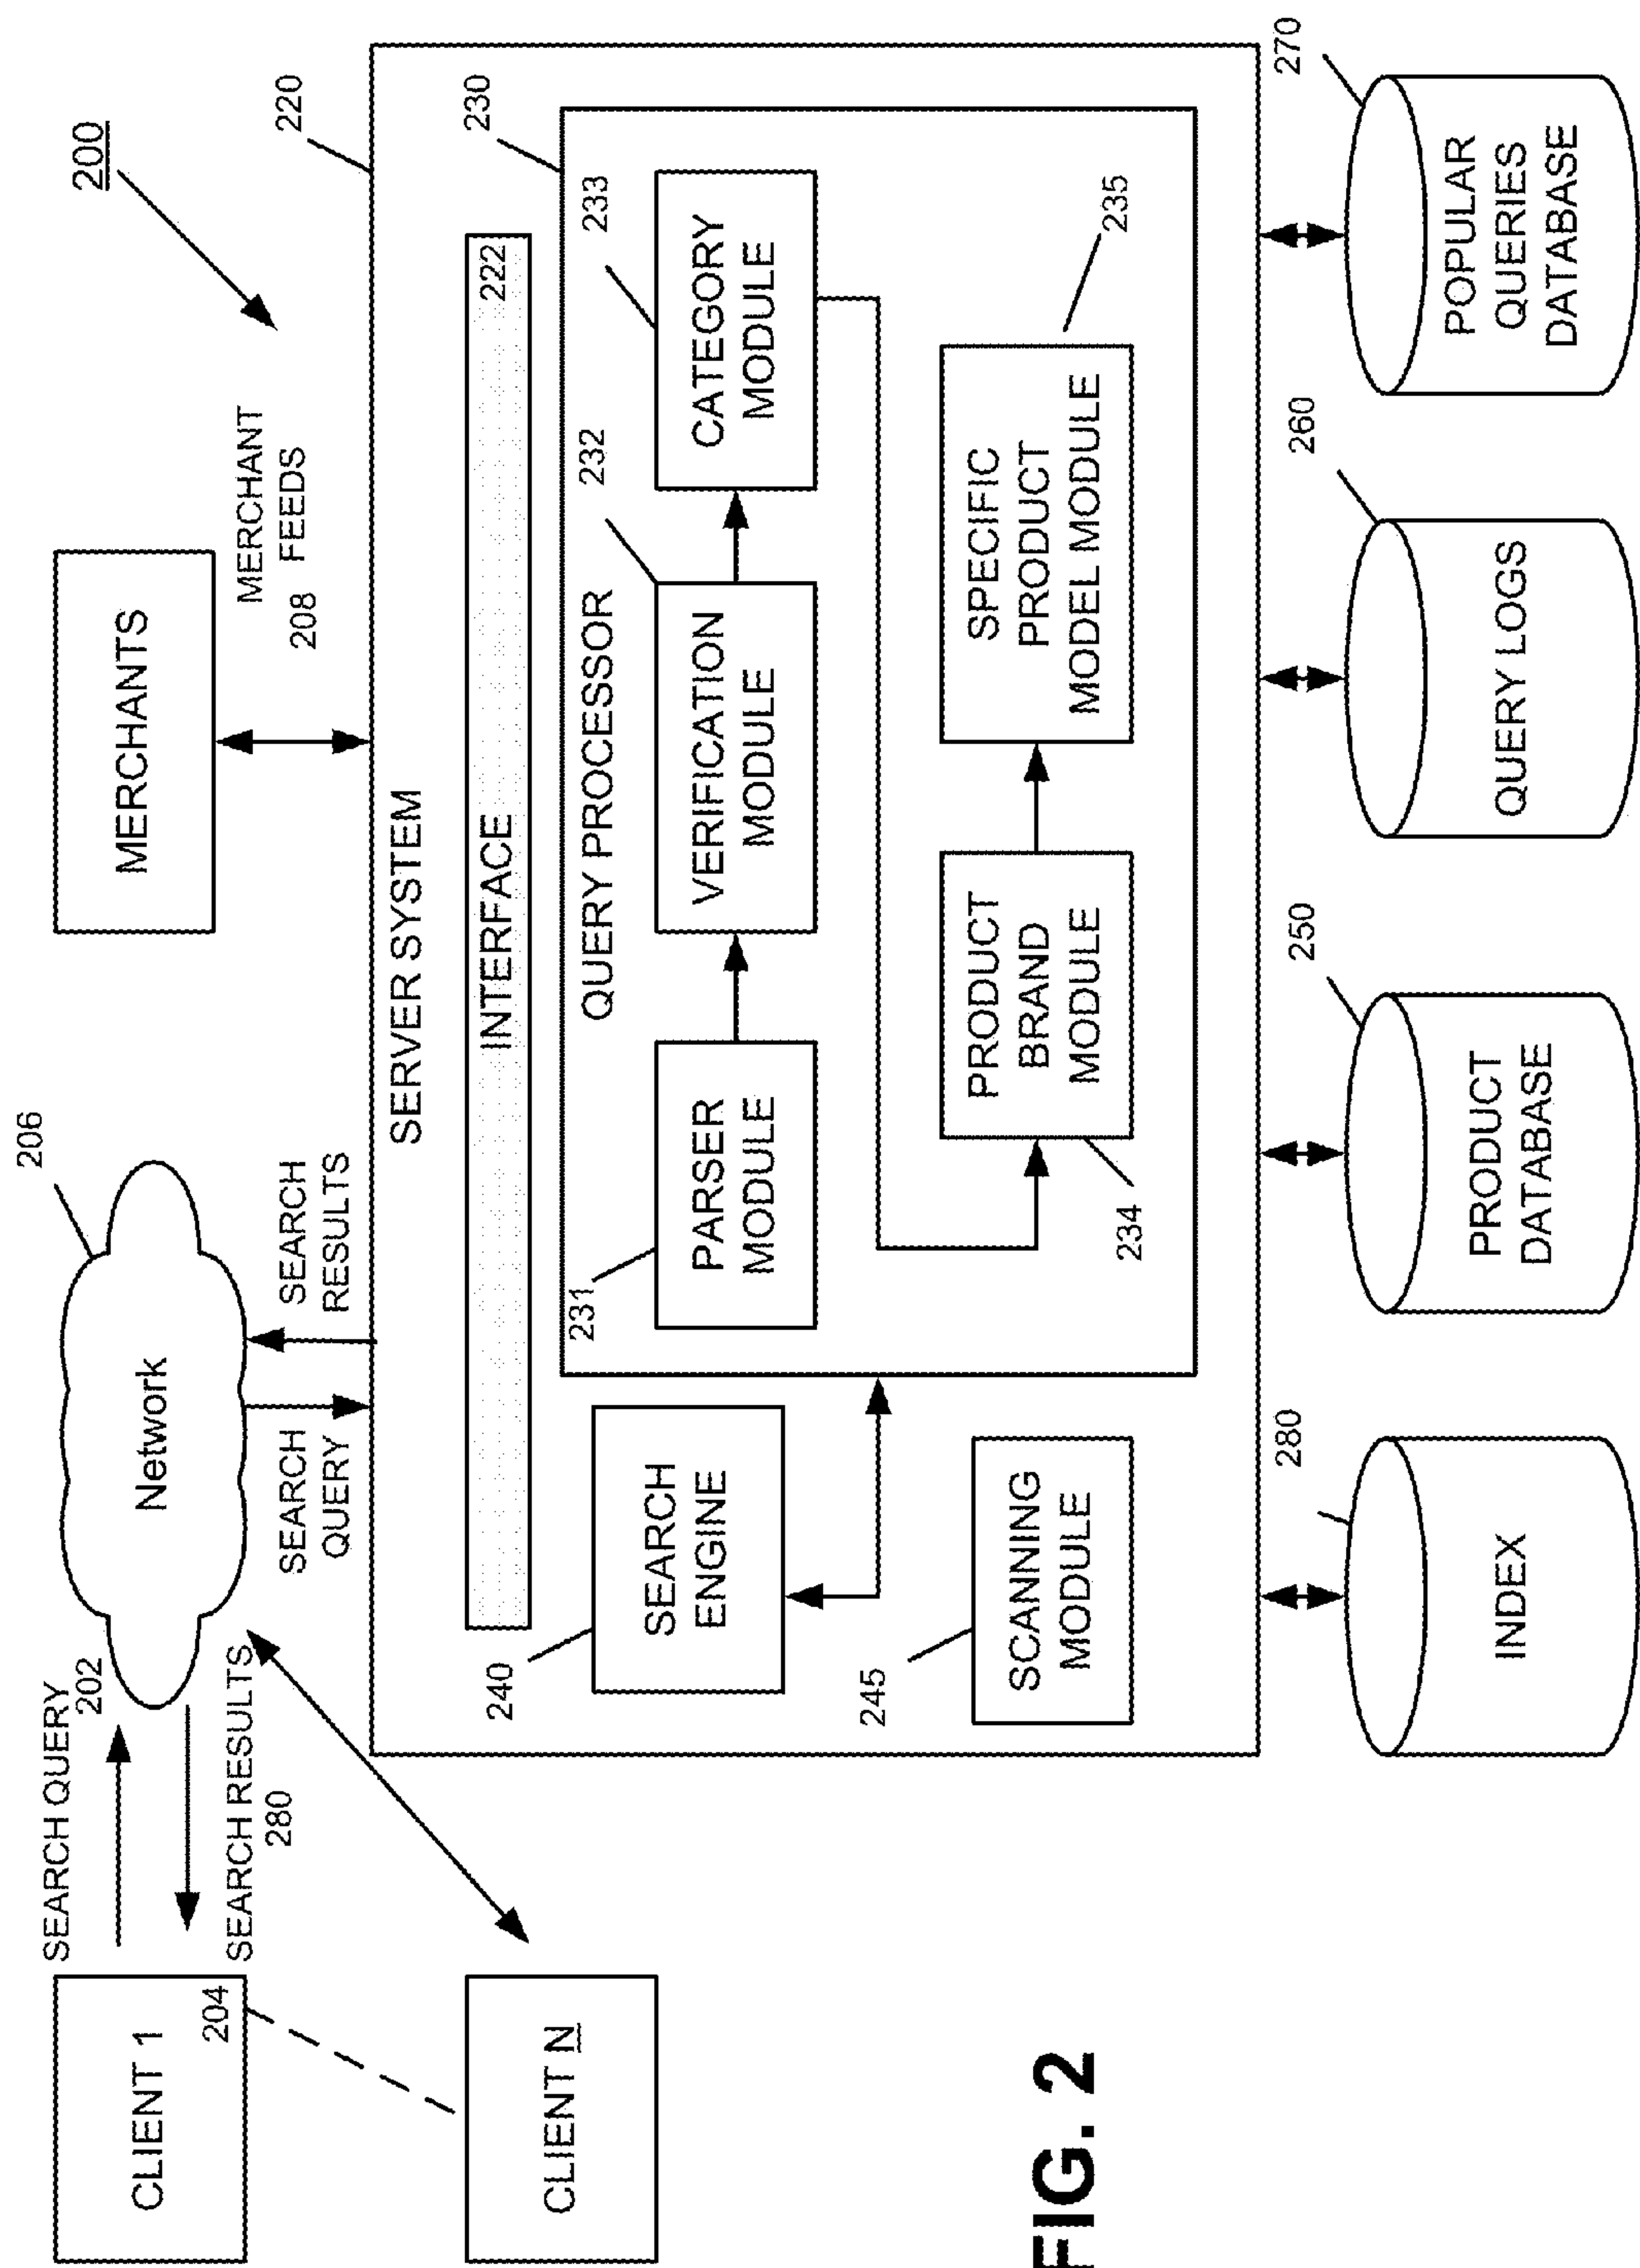 200
CLIENT 1
204
SEARCH QUERY
202
SEARCH RESULTS
280
CLIENT N
Network
206
SEARCH
QUERY
SEARCH
RESULTS
MERCHANTS
MERCHANT
208 FEEDS
220
SERVER SYSTEM
INTERFACE
222
230
QUERY PROCESSOR
240
SEARCH
ENGINE
231
PARSER
MODULE
232
VERIFICATION
MODULE
233
CATEGORY
MODULE
245
SCANNING
MODULE
234
PRODUCT
BRAND
MODULE
235
SPECIFIC
PRODUCT
MODEL MODULE
280
INDEX
250
PRODUCT
DATABASE
260
QUERY LOGS
270
POPULAR
QUERIES
DATABASE
FIG. 2